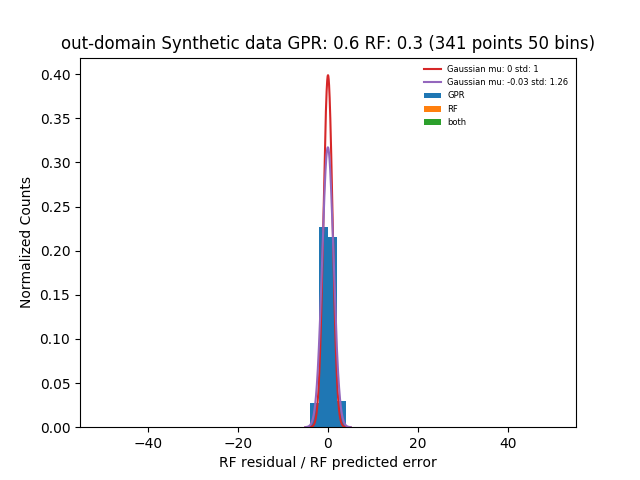 out-domain Synthetic data GPR: 0.6 RF: 0.3 (341 points 50 bins)
Gaussian mu: 0 std: 1
Gaussian mu: -0.03 std: 1.26
GPR
RF
both
Normalized Counts
0.40
0.35
0.30
0.25
0.20
0.15
0.10
0.05
0.00
−40
−20
0
20
40
RF residual / RF predicted error